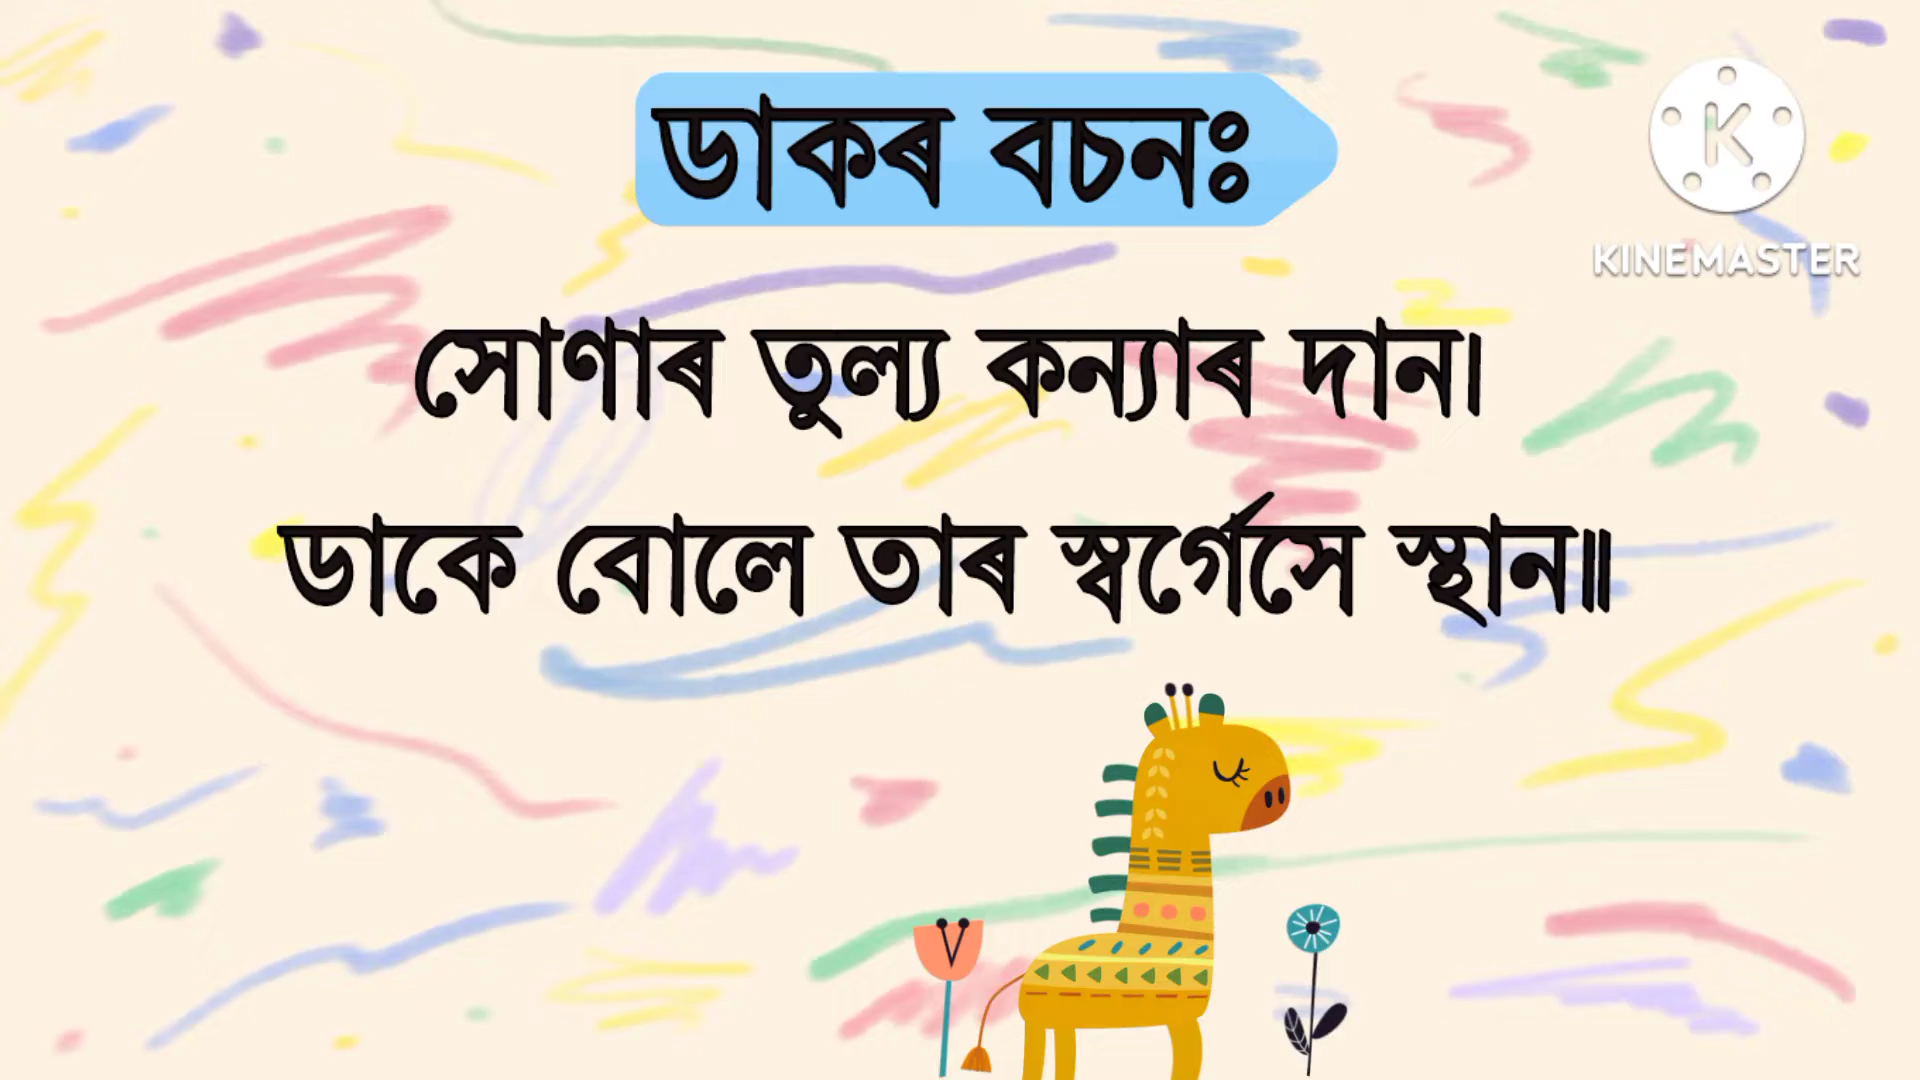 ডাকৰ বচনঃ
KINEMASTER
সোণাৰ তুল্য কন্যাৰ দান।
ডাকে বোলে তাৰ স্বৰ্গেসে স্থান॥